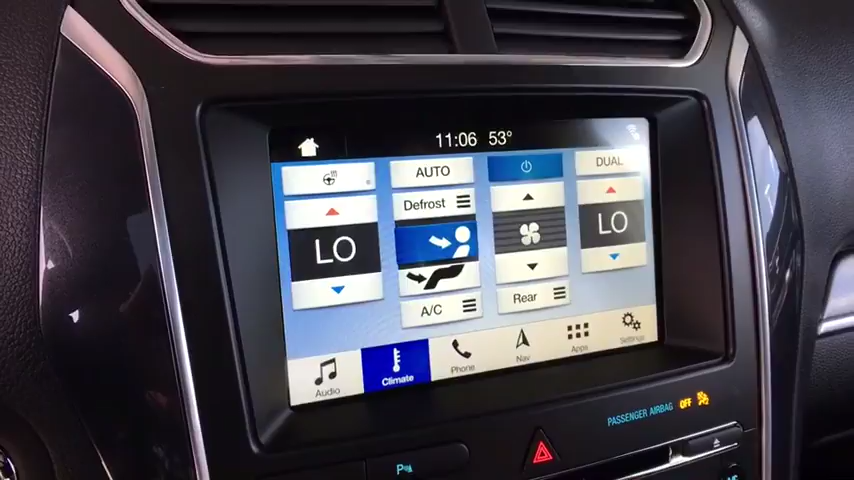 11:06 53°
AUTO
DUAL
Defrost
LO
LO
A/C
Rear
Audio
Climate
Phone
Nav
Apps
Settings
PASSENGER AIRBAG OFF
P